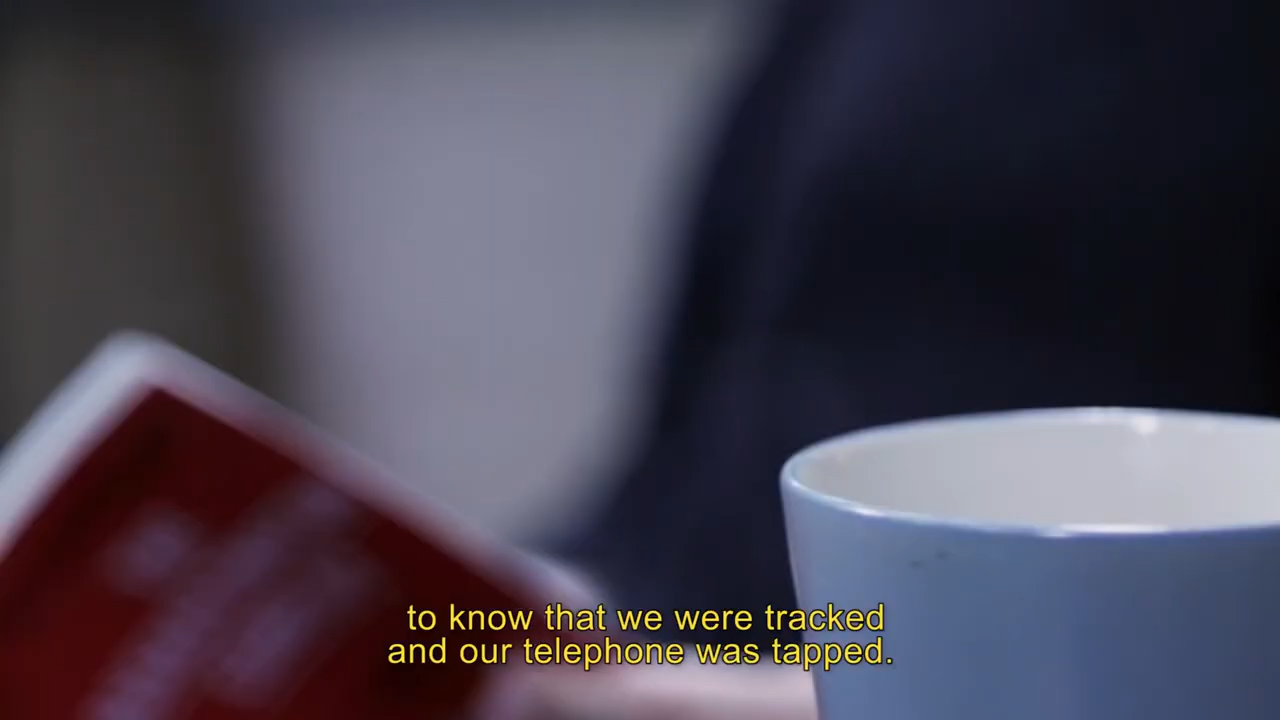 to know that we were tracked
and our telephone was tapped.